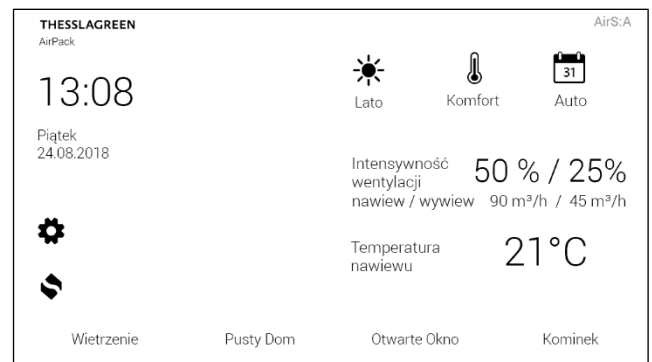 THESSLAGREEN
AirPack
AirS:A
13:08
Piątek
24.08.2018
31
Lato
Komfort
Auto
Intensywność
wentylacji
nawiew / wywiew
50 % / 25%
90 m³/h / 45 m³/h
Temperatura
nawiewu
21°C
Wietrzenie
Pusty Dom
Otwarte Okno
Kominek